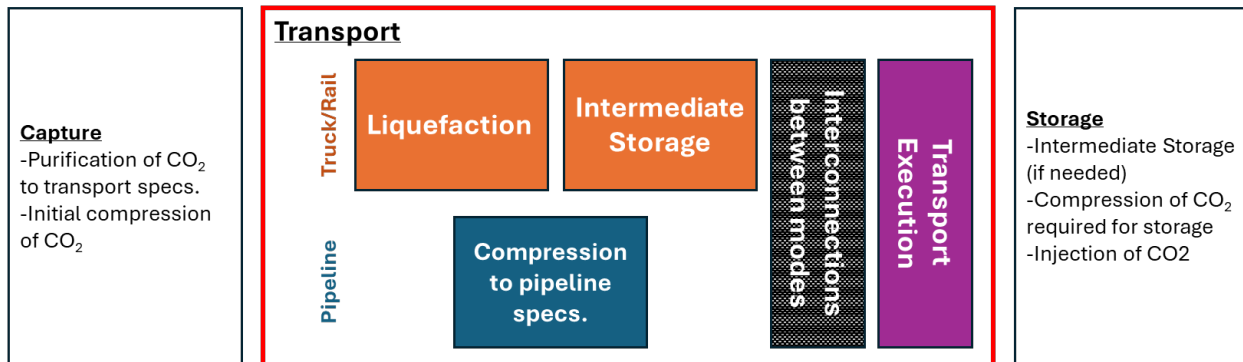 Capture
-Purification of CO₂
to transport specs.
-Initial compression
of CO₂
Transport
Truck/Rail
Liquefaction
Intermediate
Storage
Pipeline
Compression
to pipeline
specs.
Interconnections
between modes
Transport
Execution
Storage
-Intermediate Storage
(if needed)
-Compression of CO₂
required for storage
-Injection of CO2